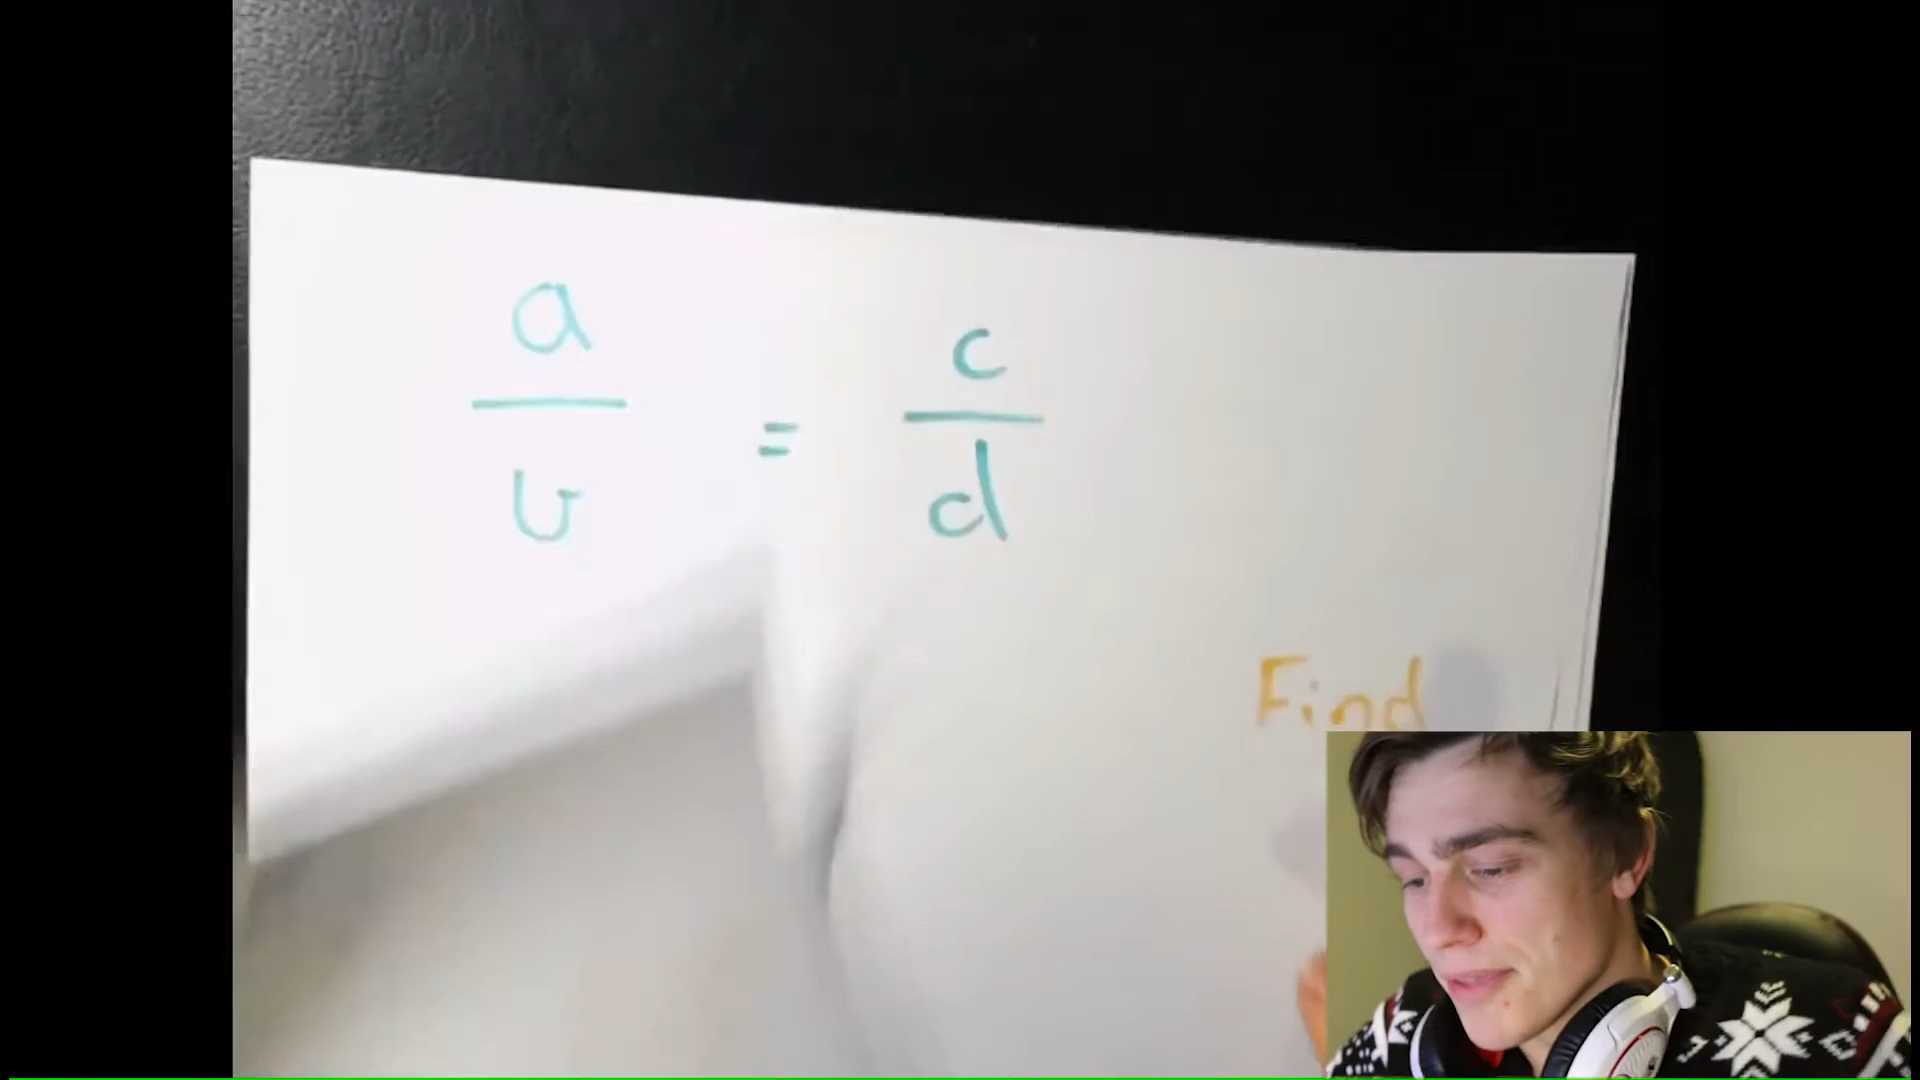 a
—
b
=
c
—
d
Find